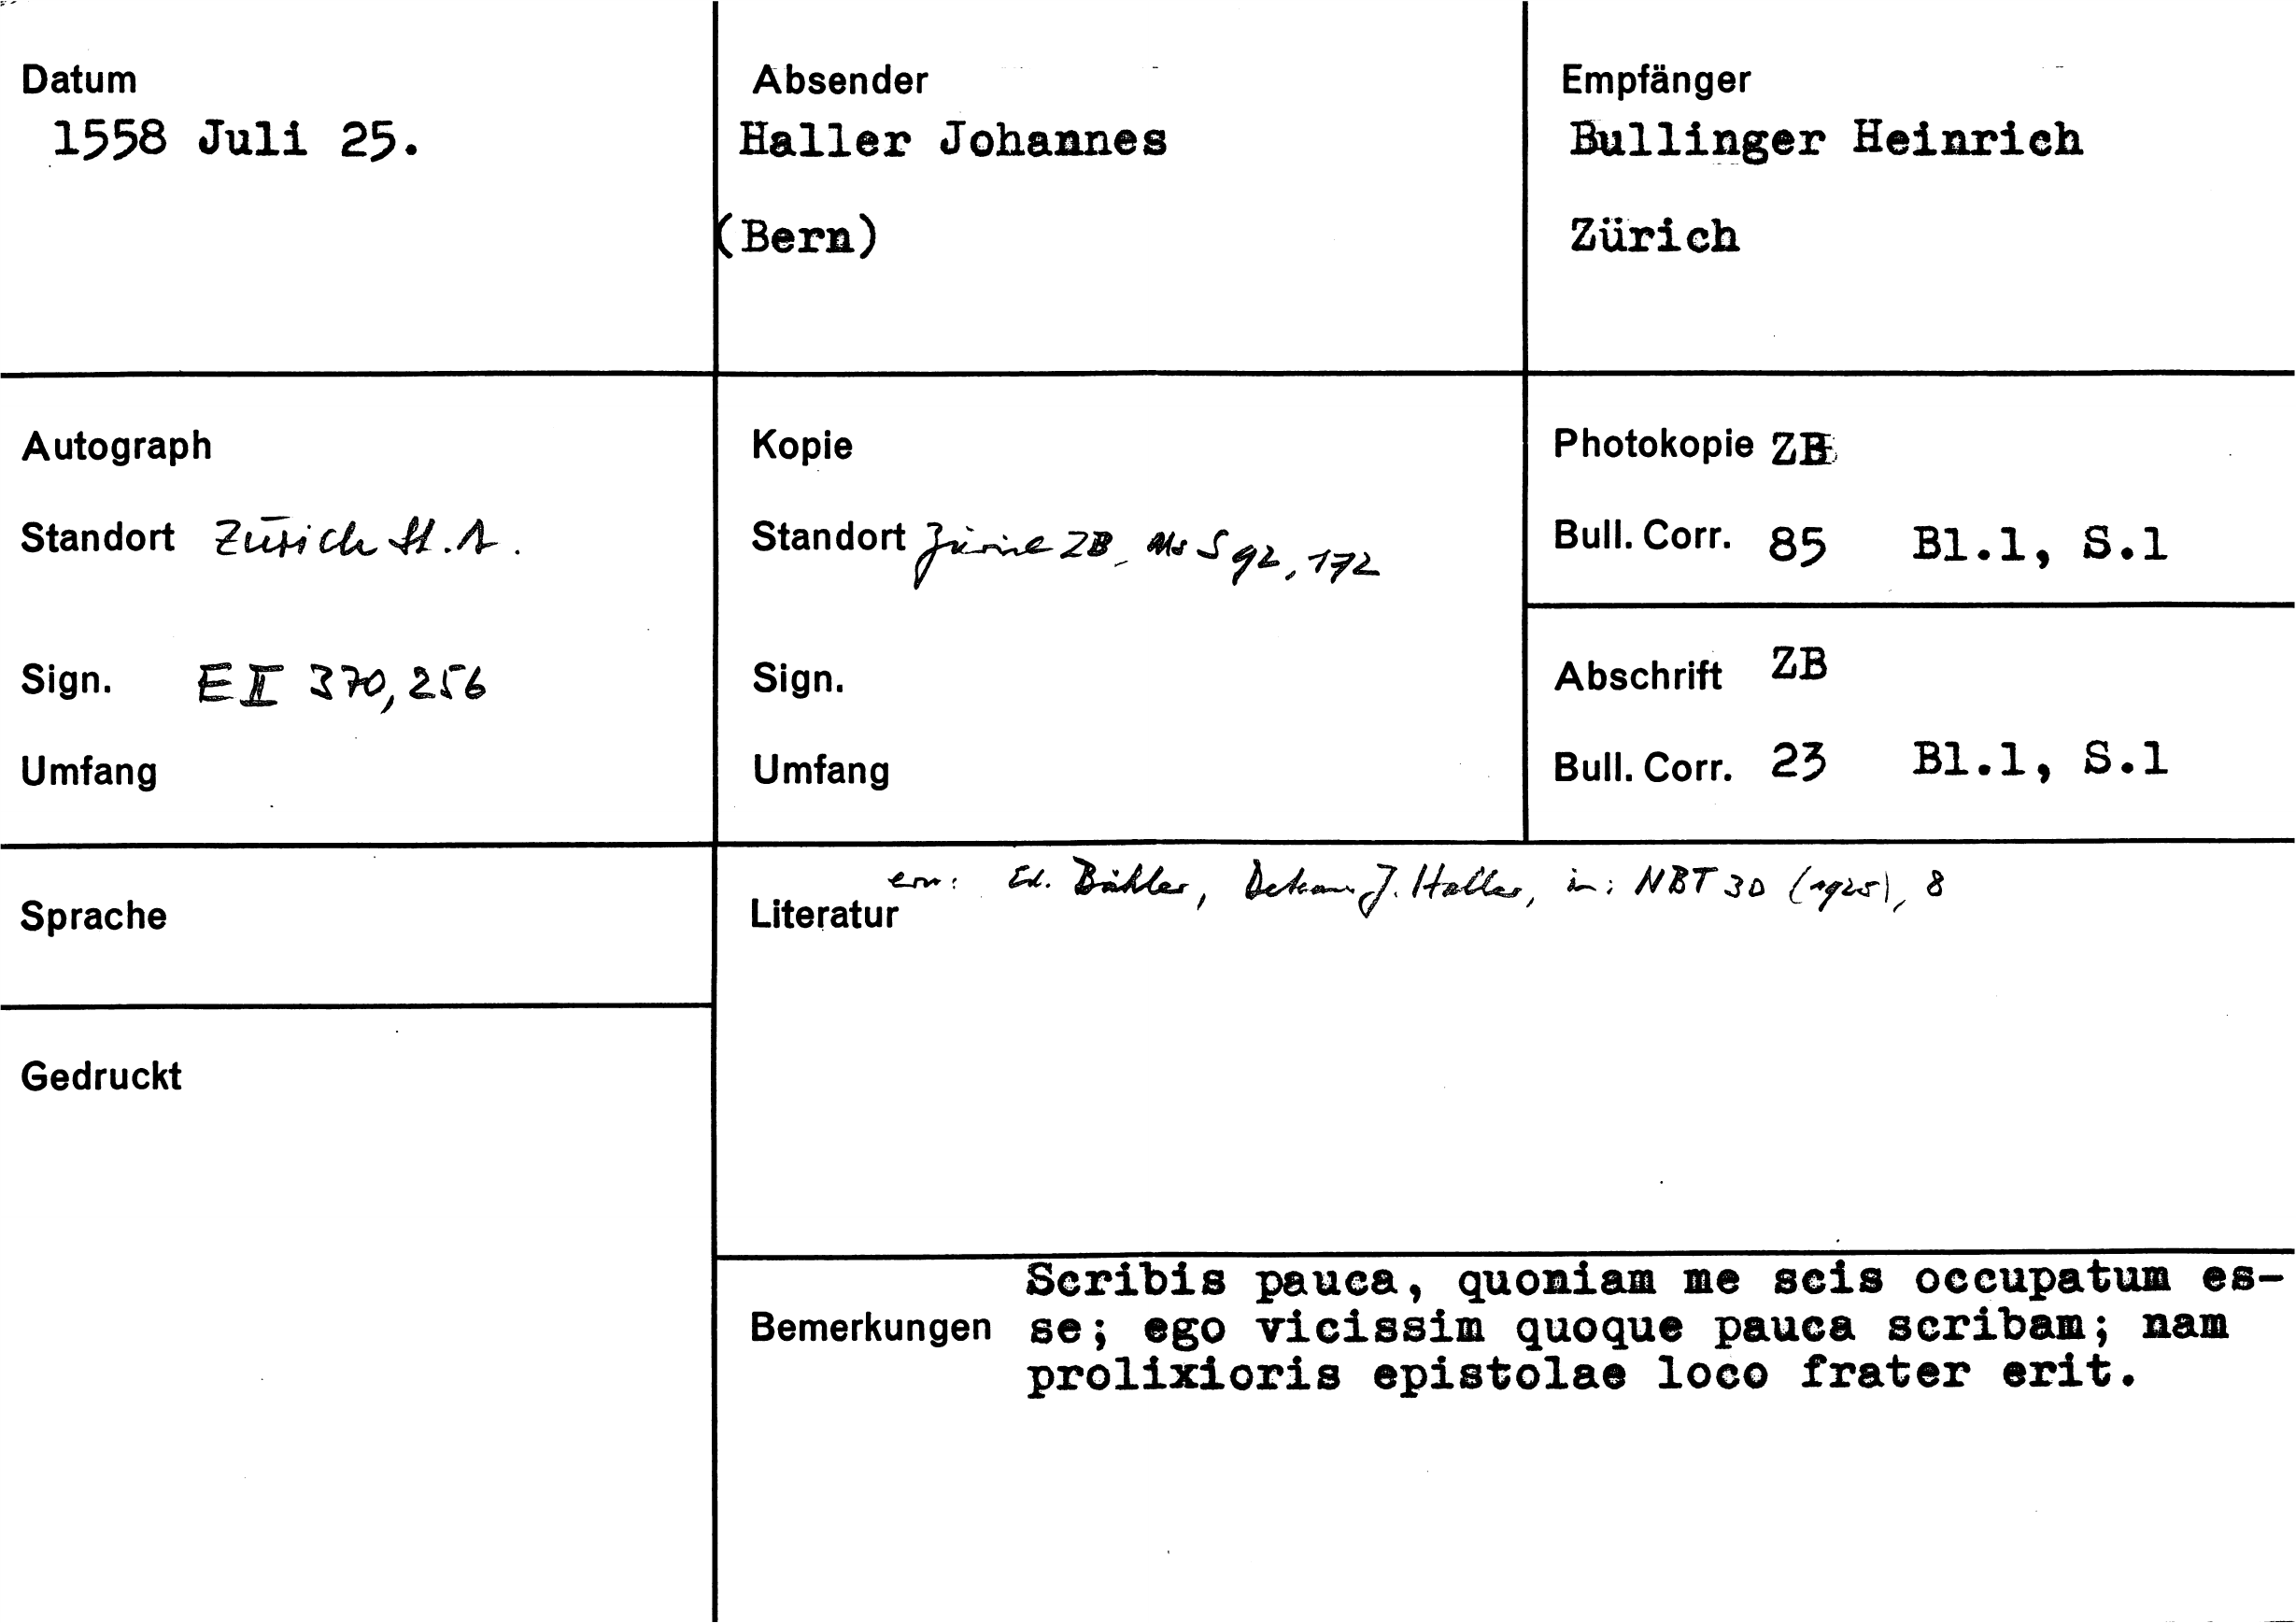 Datum
1558 Juli 25.
Absender
Haller Johannes
(Bern)
Empfänger
Bullinger Heinrich
Zürich
Autograph
Standort Zürich St.A.
Sign. E II 370, 256
Umfang
Kopie
Standort Zürich ZB, Ms S 92, 172
Sign.
Umfang
Photokopie ZB
Bull. Corr. 85 Bl.1, S.1
Abschrift ZB
Bull. Corr. 23 Bl.1, S.1
Sprache
Gedruckt
Literatur
erw: Ed. Bähler, Dekan J. Haller, in: NBT 30 (1925), 8
Bemerkungen
Scribis pauca, quoniam me scis occupatum es-
se; ego vicissim quoque pauca scribam; nam
prolixioris epistolae loco frater erit.